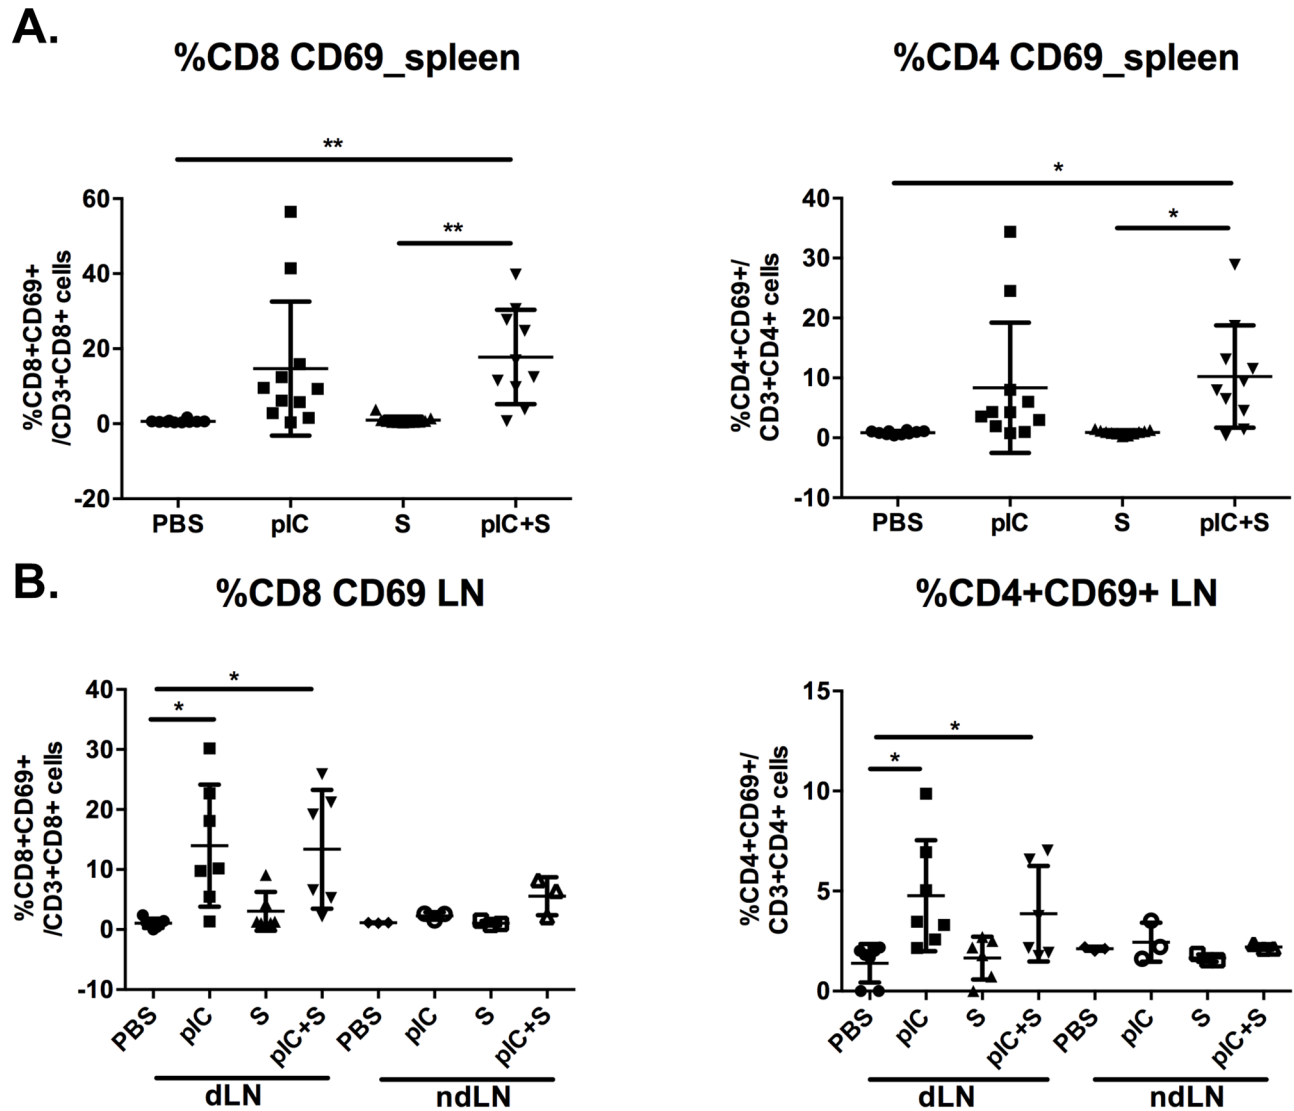 A.
%CD8 CD69_spleen
**
**
%CD8+CD69+
/CD3+CD8+ cells
60
40
20
0
-20
PBS pIC S pIC+S
%CD4 CD69_spleen
*
*
%CD4+CD69+/
CD3+CD4+ cells
40
30
20
10
0
-10
PBS pIC S pIC+S
B.
%CD8 CD69 LN
*
*
%CD8+CD69+
/CD3+CD8+ cells
40
30
20
10
0
-10
PBS pIC S pIC+S PBS pIC S pIC+S
dLN ndLN
%CD4+CD69+ LN
*
*
%CD4+CD69+/
CD3+CD4+ cells
15
10
5
0
PBS pIC S pIC+S PBS pIC S pIC+S
dLN ndLN